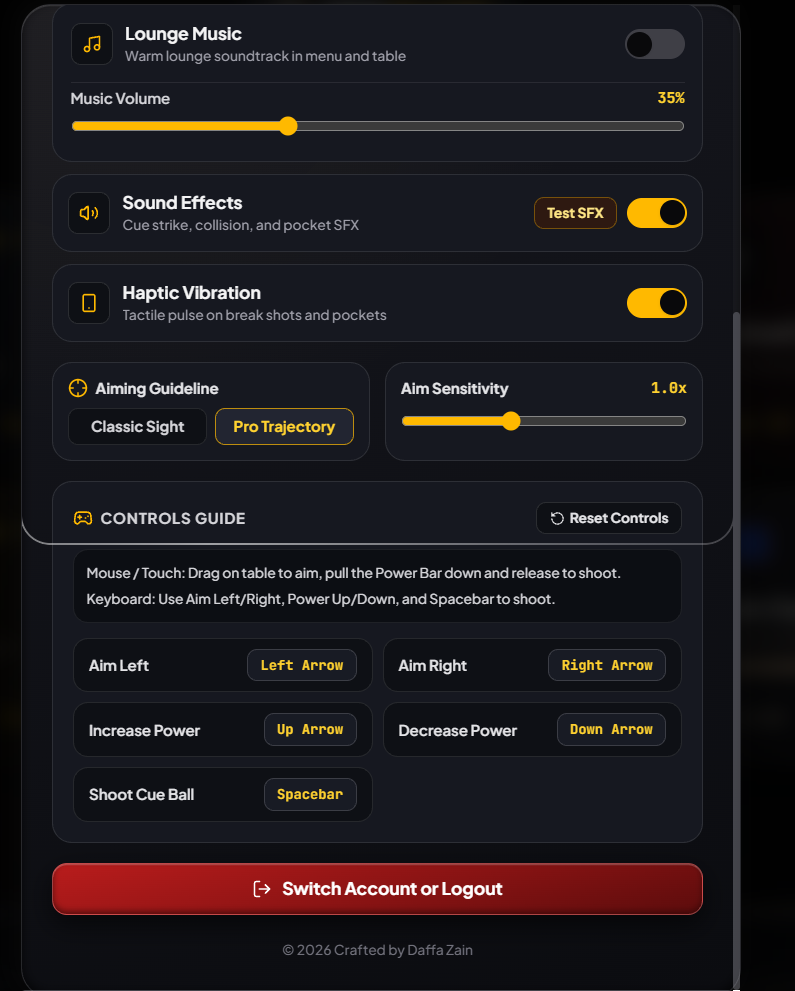 Lounge Music
Warm lounge soundtrack in menu and table
Music Volume
35%
Sound Effects
Cue strike, collision, and pocket SFX
Test SFX
Haptic Vibration
Tactile pulse on break shots and pockets
Aiming Guideline
Classic Sight
Pro Trajectory
Aim Sensitivity
1.0x
CONTROLS GUIDE
Reset Controls
Mouse / Touch: Drag on table to aim, pull the Power Bar down and release to shoot.
Keyboard: Use Aim Left/Right, Power Up/Down, and Spacebar to shoot.
Aim Left
Left Arrow
Aim Right
Right Arrow
Increase Power
Up Arrow
Decrease Power
Down Arrow
Shoot Cue Ball
Spacebar
Switch Account or Logout
© 2026 Crafted by Daffa Zain